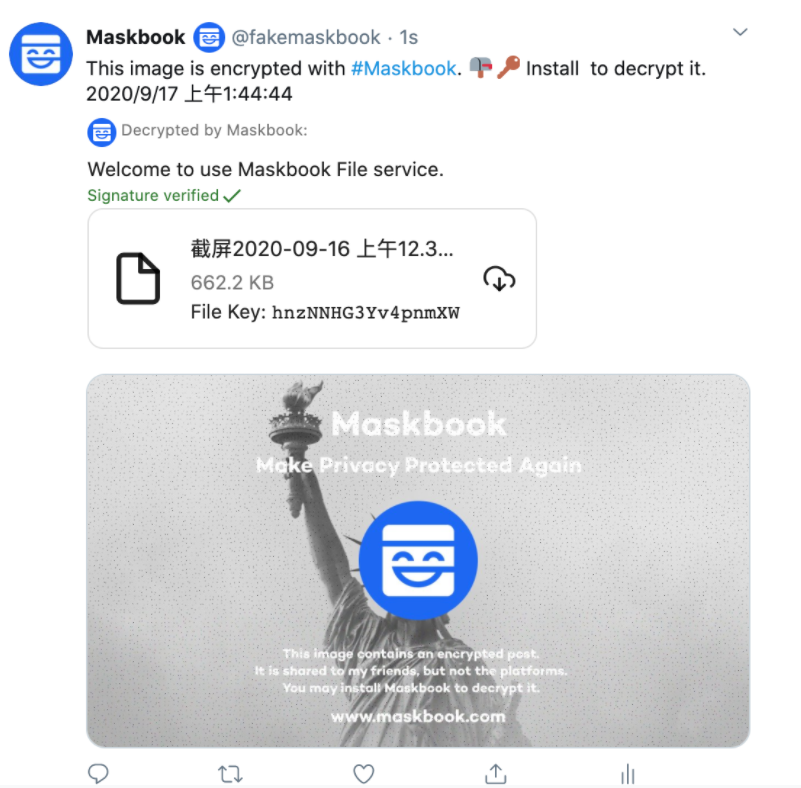 Maskbook @fakemaskbook · 1s
This image is encrypted with #Maskbook. 📪🔑 Install  to decrypt it.
2020/9/17 上午1:44:44
Decrypted by Maskbook:
Welcome to use Maskbook File service.
Signature verified ✓
截屏2020-09-16 上午12.3...
662.2 KB
File Key: hnzNNHG3Yv4pnmXW
Maskbook
Make Privacy Protected Again
This image contains an encrypted post.
It is shared to my friends, but not the platforms.
You may install Maskbook to decrypt it.
www.maskbook.com